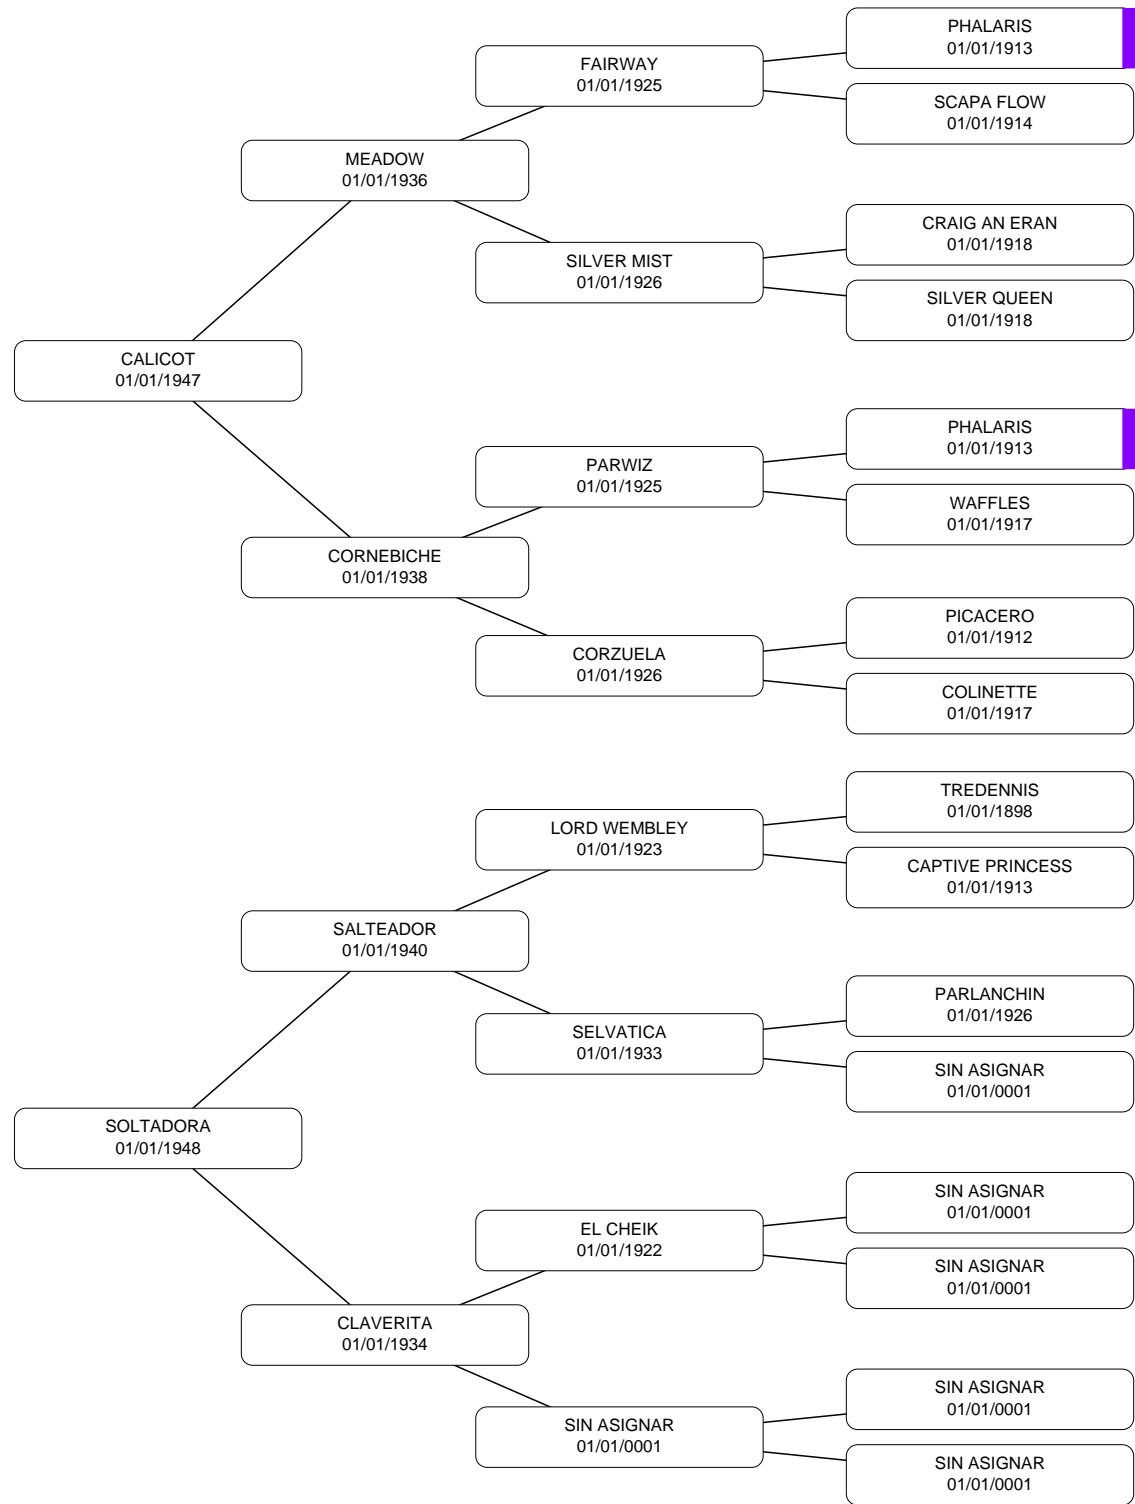 PHALARIS
01/01/1913
FAIRWAY
01/01/1925
SCAPA FLOW
01/01/1914
MEADOW
01/01/1936
CRAIG AN ERAN
01/01/1918
SILVER MIST
01/01/1926
SILVER QUEEN
01/01/1918
CALICOT
01/01/1947
PHALARIS
01/01/1913
PARWIZ
01/01/1925
WAFFLES
01/01/1917
CORNEBICHE
01/01/1938
PICACERO
01/01/1912
CORZUELA
01/01/1926
COLINETTE
01/01/1917
TREDENNIS
01/01/1898
LORD WEMBLEY
01/01/1923
CAPTIVE PRINCESS
01/01/1913
SALTEADOR
01/01/1940
PARLANCHIN
01/01/1926
SELVATICA
01/01/1933
SIN ASIGNAR
01/01/0001
SOLTADORA
01/01/1948
SIN ASIGNAR
01/01/0001
EL CHEIK
01/01/1922
SIN ASIGNAR
01/01/0001
CLAVERITA
01/01/1934
SIN ASIGNAR
01/01/0001
SIN ASIGNAR
01/01/0001
SIN ASIGNAR
01/01/0001